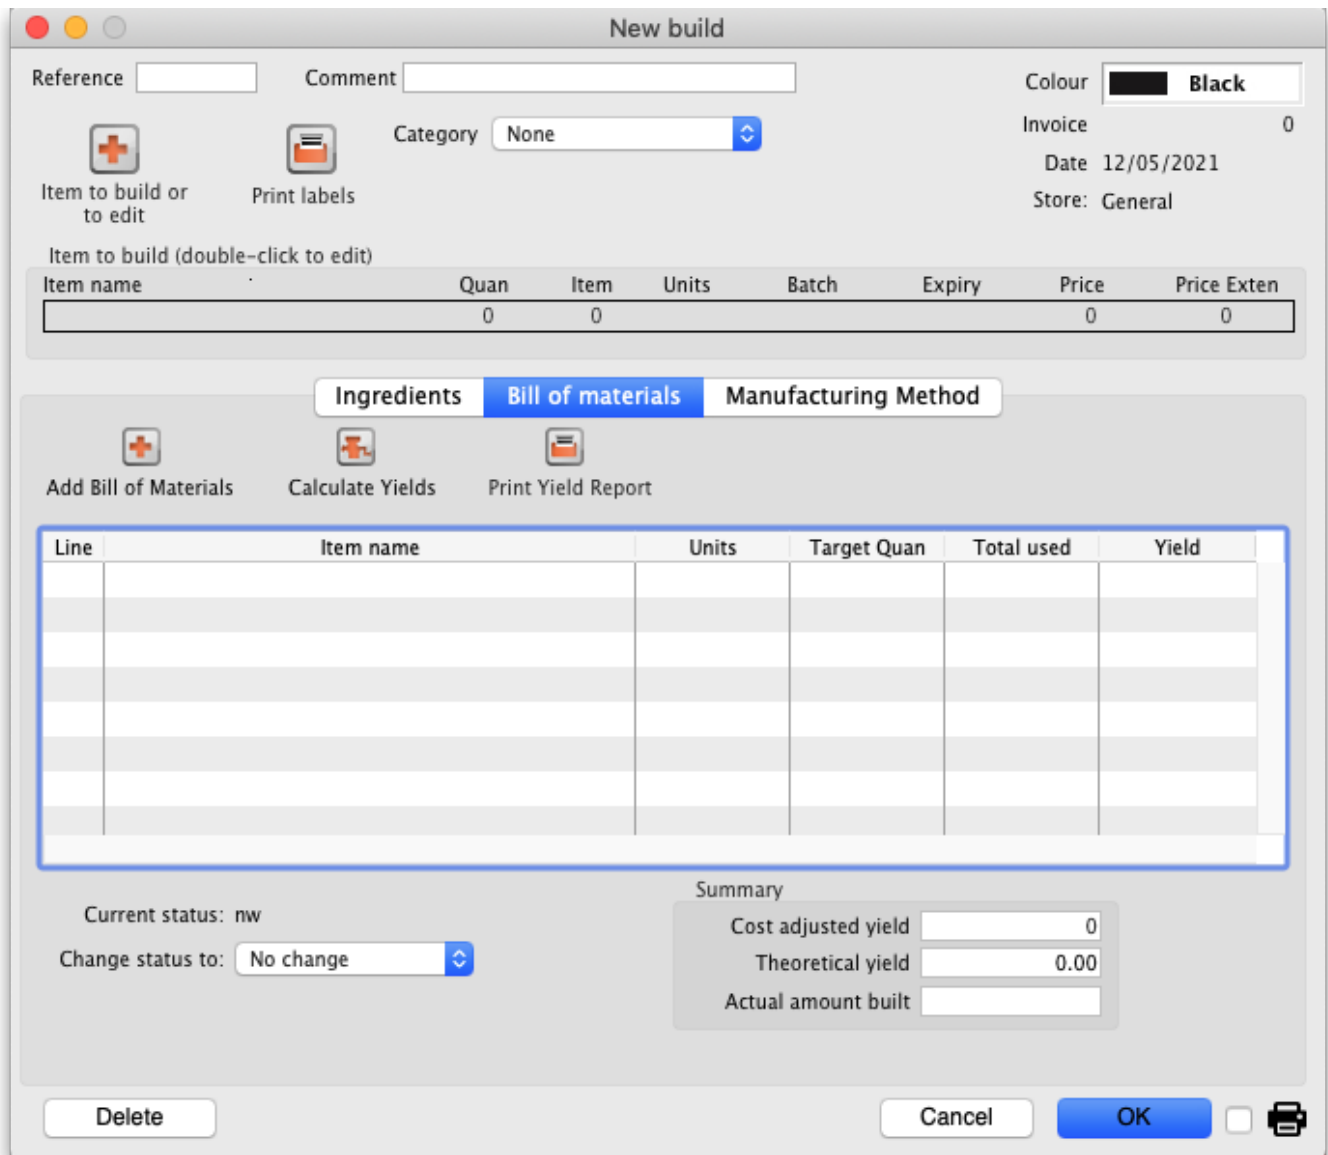 New build
Reference
Comment
Colour
Black
Category
None
Invoice
0
Date 12/05/2021
Store: General
Item to build or
to edit
Print labels
Item to build (double-click to edit)
Item name Quan Item Units Batch Expiry Price Price Exten
0 0 0 0
Ingredients Bill of materials Manufacturing Method
Add Bill of Materials Calculate Yields Print Yield Report
Line Item name Units Target Quan Total used Yield
Summary
Current status: nw
Change status to: No change
Cost adjusted yield 0
Theoretical yield 0.00
Actual amount built
Delete Cancel OK